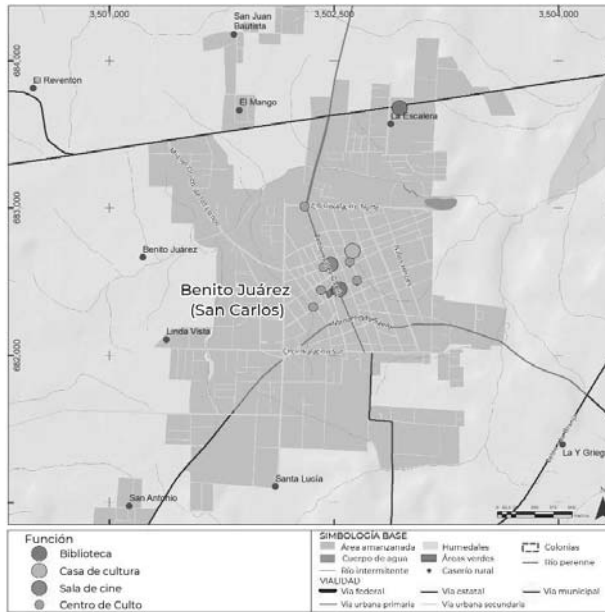 3,501,000
3,502,500
3,504,000
684,000
683,000
682,000
San Juan
Bautista
El Reventón
El Mango
La Escalera
Libramiento Norte
Benito Juárez
Benito Juárez
(San Carlos)
Linda Vista
La Y Grieg
Santa Lucía
San Antonio
N
Función
Biblioteca
Casa de cultura
Sala de cine
Centro de Culto
SIMBOLOGÍA BASE
Área amanzanada
Humedales
Colonias
Cuerpo de agua
Áreas verdes
Río perenne
Río intermitente
Caserío rural
VIALIDAD
Vía federal
Vía estatal
Vía municipal
Vía urbana primaria
Vía urbana secundaria